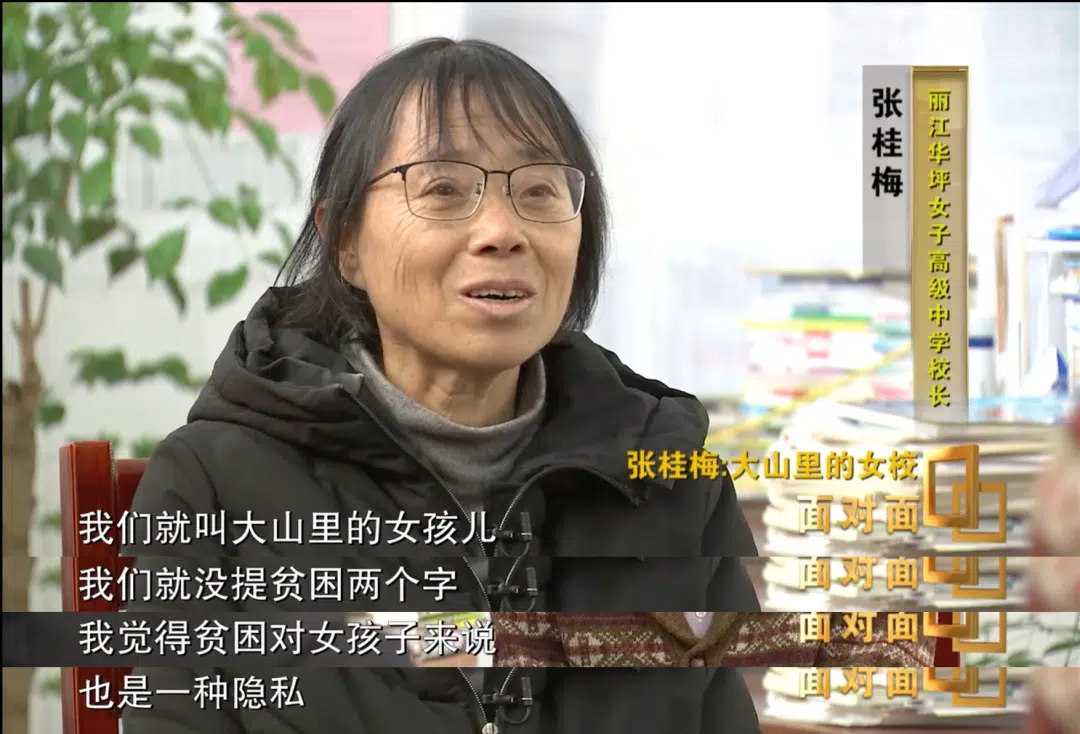 张桂梅
丽江华坪女子高级中学校长
张桂梅:大山里的女校
面对面
我们就叫大山里的女孩儿
面对面
我们就没提贫困两个字
面对面
我觉得贫困对女孩子来说
面对面
也是一种隐私